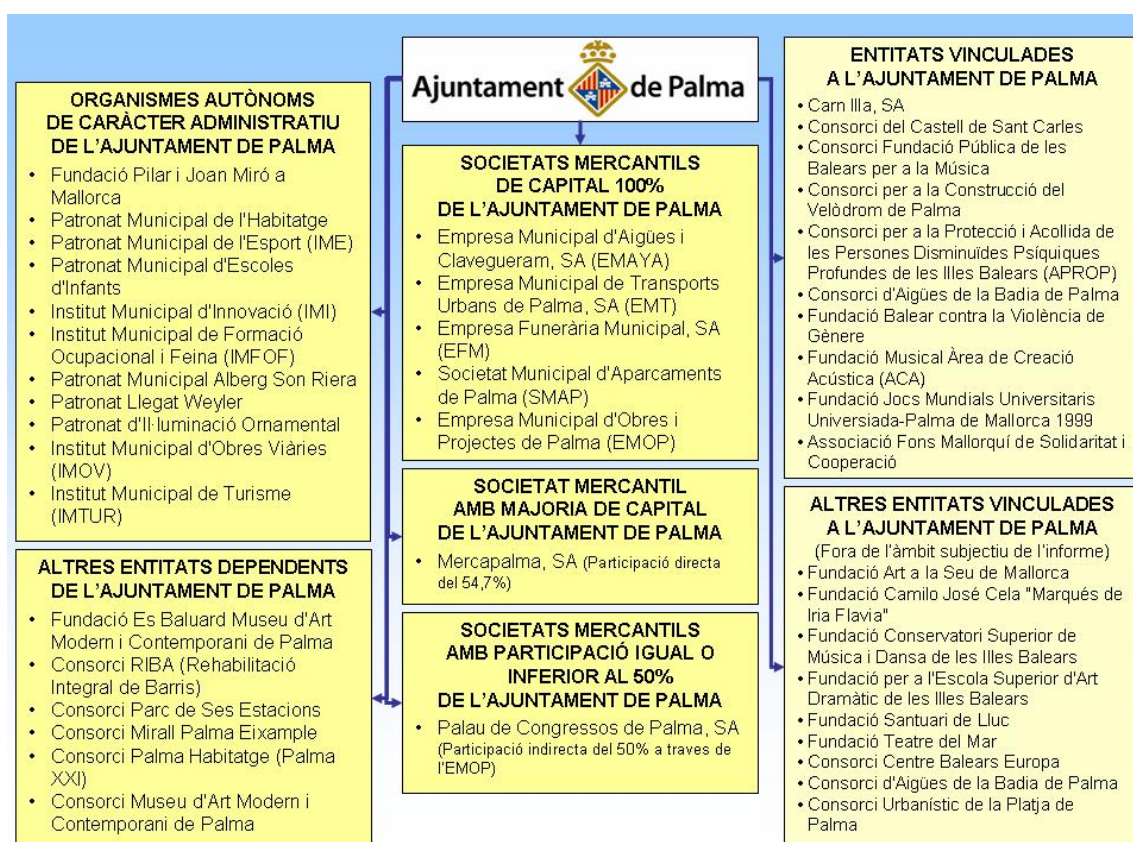 Ajuntament de Palma
ORGANISMES AUTÒNOMS
DE CARÀCTER ADMINISTRATIU
DE L'AJUNTAMENT DE PALMA
• Fundació Pilar i Joan Miró a
Mallorca
• Patronat Municipal de l'Habitatge
• Patronat Municipal de l'Esport (IME)
• Patronat Municipal d'Escoles
d'Infants
• Institut Municipal d'Innovació (IMI)
• Institut Municipal de Formació
Ocupacional i Feina (IMFOF)
• Patronat Municipal Alberg Son Riera
• Patronat Llegat Weyler
• Patronat d'Il·luminació Ornamental
• Institut Municipal d'Obres Viàries
(IMOV)
• Institut Municipal de Turisme
(IMTUR)
ALTRES ENTITATS DEPENDENTS
DE L'AJUNTAMENT DE PALMA
• Fundació Es Baluard Museu d'Art
Modern i Contemporani de Palma
• Consorci RIBA (Rehabilitació
Integral de Barris)
• Consorci Parc de Ses Estacions
• Consorci Mirall Palma Eixample
• Consorci Palma Habitatge (Palma
XXI)
• Consorci Museu d'Art Modern i
Contemporani de Palma
SOCIETATS MERCANTILS
DE CAPITAL 100%
DE L'AJUNTAMENT DE PALMA
• Empresa Municipal d'Aigües i
Clavegueram, SA (EMAYA)
• Empresa Municipal de Transports
Urbans de Palma, SA (EMT)
• Empresa Funerària Municipal, SA
(EFM)
• Societat Municipal d'Aparcaments
de Palma (SMAP)
• Empresa Municipal d'Obres i
Projectes de Palma (EMOP)
SOCIETAT MERCANTIL
AMB MAJORIA DE CAPITAL
DE L'AJUNTAMENT DE PALMA
• Mercapalma, SA (Participació directa
del 54,7%)
SOCIETATS MERCANTILS
AMB PARTICIPACIÓ IGUAL O
INFERIOR AL 50%
DE L'AJUNTAMENT DE PALMA
• Palau de Congressos de Palma, SA
(Participació indirecta del 50% a traves de
l'EMOP)
ENTITATS VINCULADES
A L'AJUNTAMENT DE PALMA
• Carn Illa, SA
• Consorci del Castell de Sant Carles
• Consorci Fundació Pública de les
Balears per a la Música
• Consorci per a la Construcció del
Velòdrom de Palma
• Consorci per a la Protecció i Acollida de
les Persones Disminuïdes Psíquiques
Profundes de les Illes Balears (APROP)
• Consorci d'Aigües de la Badia de Palma
• Fundació Balear contra la Violència de
Gènere
• Fundació Musical Àrea de Creació
Acústica (ACA)
• Fundació Jocs Mundials Universitaris
Universiada-Palma de Mallorca 1999
• Associació Fons Mallorquí de Solidaritat i
Cooperació
ALTRES ENTITATS VINCULADES
A L'AJUNTAMENT DE PALMA
(Fora de l'àmbit subjectiu de l'informe)
• Fundació Art a la Seu de Mallorca
• Fundació Camilo José Cela "Marqués de
Iria Flavia"
• Fundació Conservatori Superior de
Música i Dansa de les Illes Balears
• Fundació per a l'Escola Superior d'Art
Dramàtic de les Illes Balears
• Fundació Santuari de Lluc
• Fundació Teatre del Mar
• Consorci Centre Balears Europa
• Consorci d'Aigües de la Badia de Palma
• Consorci Urbanístic de la Platja de
Palma